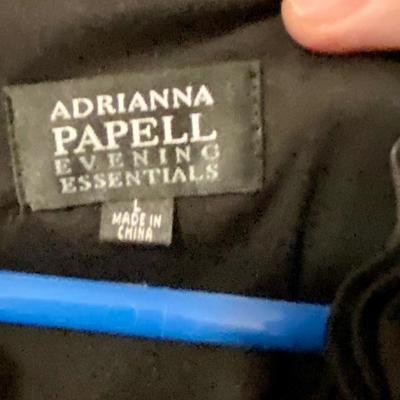 ADRIANNA
PAPELL
EVENING
ESSENTIALS
L
MADE IN
CHINA